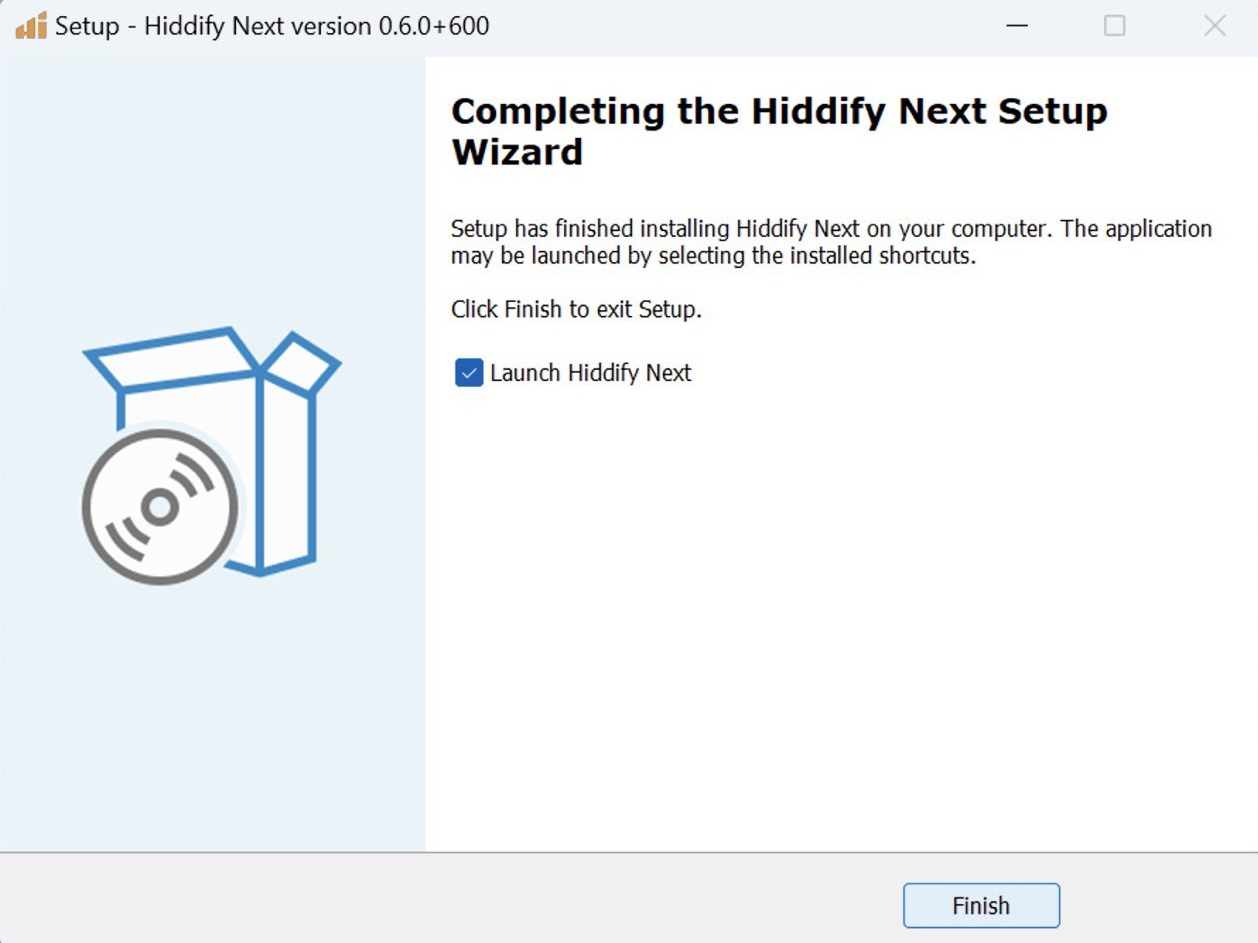 Setup - Hiddify Next version 0.6.0+600
Completing the Hiddify Next Setup
Wizard
Setup has finished installing Hiddify Next on your computer. The application
may be launched by selecting the installed shortcuts.
Click Finish to exit Setup.
Launch Hiddify Next
Finish